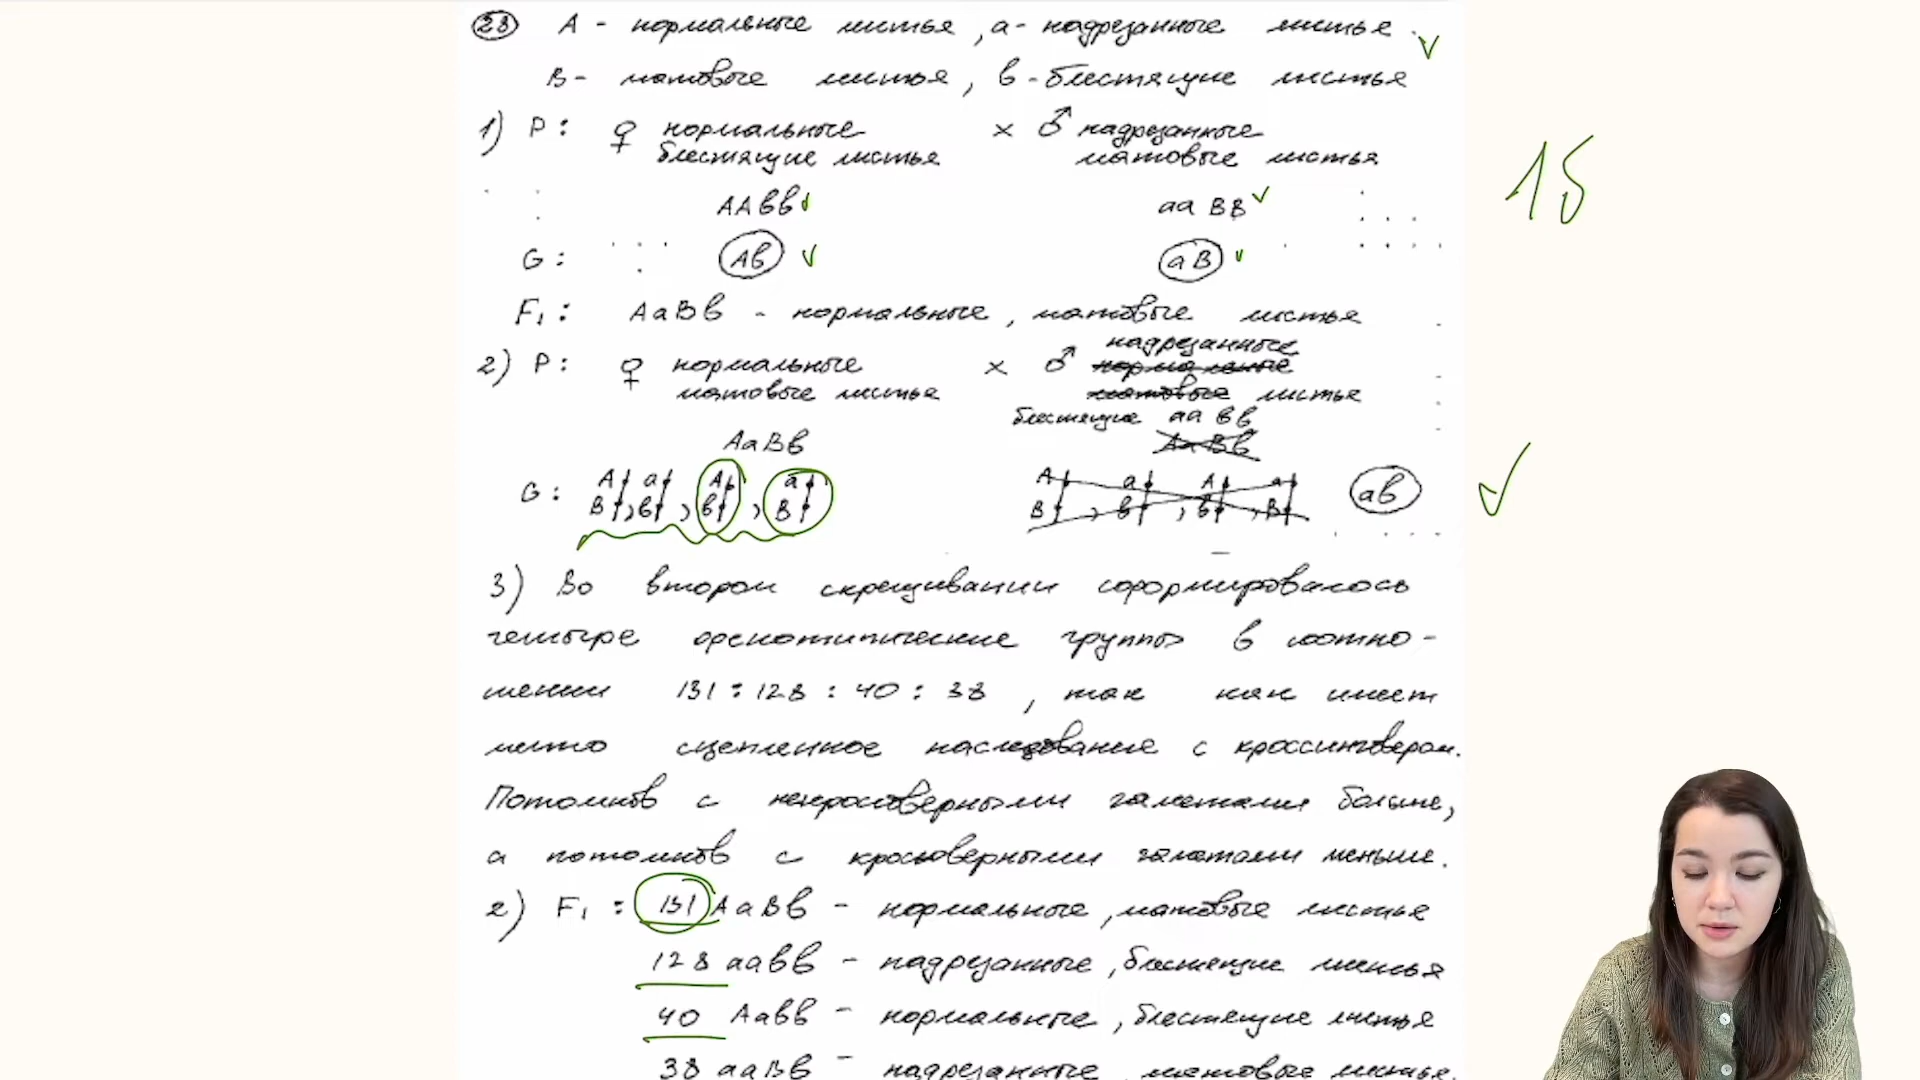 28 А - нормальные листья, а - надрезанные листья.
В - матовые листья, в - блестящие листья
1) Р: ♀ нормальные × ♂ надрезанные
блестящие листья матовые листья
ААвв ааВВ
G: Ав аВ
F₁: АаВв - нормальные, матовые листья
надрезанные
2) Р: ♀ нормальные × ♂ нормальные
матовые листья матовые листья
блестящие аавв
АаВв АаВв
G: А а А а А а А а ав
В, в, в, В В, в, в, В
3) Во втором скрещивании сформировалось
четыре фенотипические группы в соотно-
шении 131 : 128 : 40 : 38, так как имеет
место сцепленное наследование с кроссинговером.
Потомков с некроссоверными гаметами больше,
а потомков с кроссоверными гаметами меньше.
2) F₁: 131 АаВв - нормальные, матовые листья
128 аавв - надрезанные, блестящие листья
40 Аавв - нормальные, блестящие листья
38 ааВв - надрезанные, матовые листья.
1б